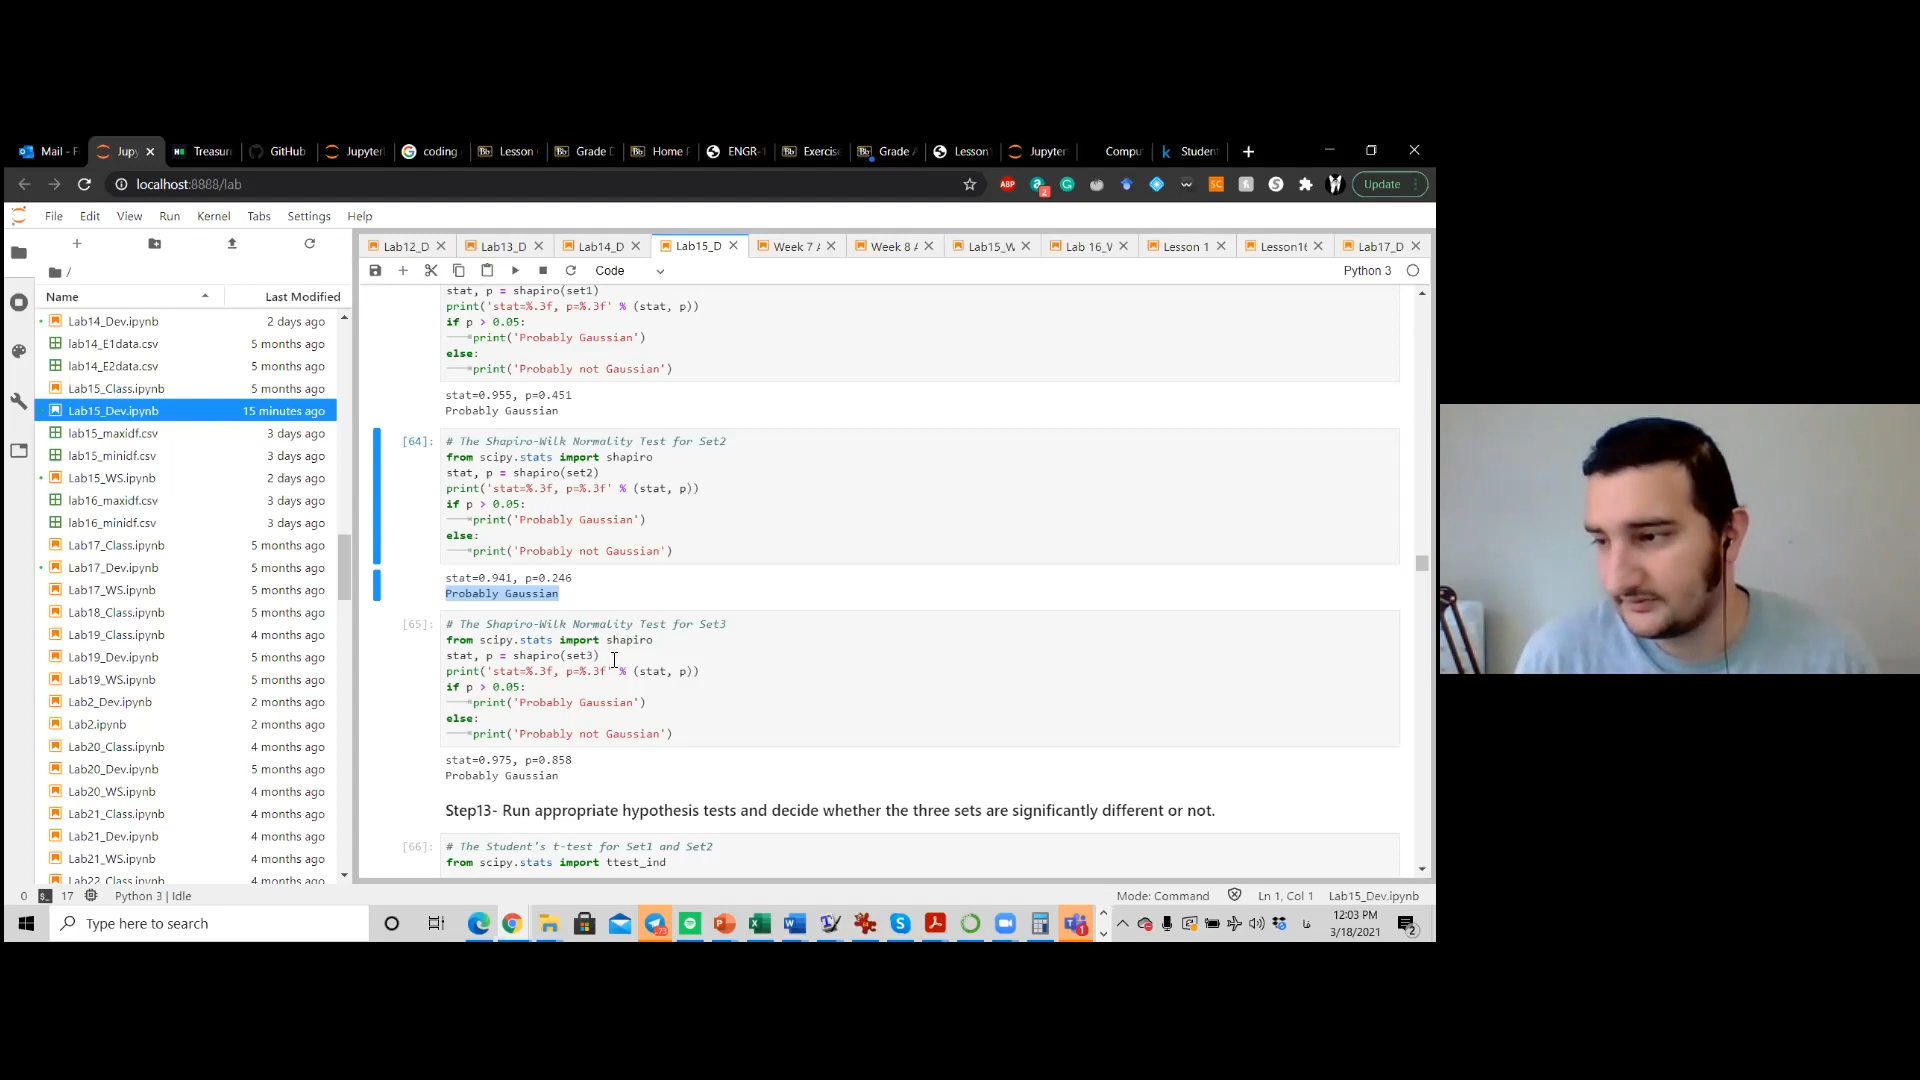 Mail - F
Jupy
Treasur
GitHub
Jupyter
coding
Lesson
Grade D
Home P
ENGR-1
Exercise
Grade A
Lesson
Jupyter
Compu
Student
localhost:8888/lab
ABP
2
SC
Update
File Edit View Run Kernel Tabs Settings Help
Lab12_D
Lab13_D
Lab14_D
Lab15_D
Week 7 A
Week 8 A
Lab15_W
Lab 16_V
Lesson 1
Lesson16
Lab17_D
Code
Python 3
/
Name Last Modified
Lab14_Dev.ipynb 2 days ago
lab14_E1data.csv 5 months ago
lab14_E2data.csv 5 months ago
Lab15_Class.ipynb 5 months ago
Lab15_Dev.ipynb 15 minutes ago
lab15_maxidf.csv 3 days ago
lab15_minidf.csv 3 days ago
Lab15_WS.ipynb 2 days ago
lab16_maxidf.csv 3 days ago
lab16_minidf.csv 3 days ago
Lab17_Class.ipynb 5 months ago
Lab17_Dev.ipynb 5 months ago
Lab17_WS.ipynb 5 months ago
Lab18_Class.ipynb 5 months ago
Lab19_Class.ipynb 4 months ago
Lab19_Dev.ipynb 5 months ago
Lab19_WS.ipynb 5 months ago
Lab2_Dev.ipynb 2 months ago
Lab2.ipynb 2 months ago
Lab20_Class.ipynb 4 months ago
Lab20_Dev.ipynb 5 months ago
Lab20_WS.ipynb 5 months ago
Lab21_Class.ipynb 4 months ago
Lab21_Dev.ipynb 4 months ago
Lab21_WS.ipynb 4 months ago
Lab22_Class.ipynb 4 months ago
stat, p = shapiro(set1)
print('stat=%.3f, p=%.3f' % (stat, p))
if p > 0.05:
print('Probably Gaussian')
else:
print('Probably not Gaussian')
stat=0.955, p=0.451
Probably Gaussian
[64]: # The Shapiro-Wilk Normality Test for Set2
from scipy.stats import shapiro
stat, p = shapiro(set2)
print('stat=%.3f, p=%.3f' % (stat, p))
if p > 0.05:
print('Probably Gaussian')
else:
print('Probably not Gaussian')
stat=0.941, p=0.246
Probably Gaussian
[65]: # The Shapiro-Wilk Normality Test for Set3
from scipy.stats import shapiro
stat, p = shapiro(set3)
print('stat=%.3f, p=%.3f' % (stat, p))
if p > 0.05:
print('Probably Gaussian')
else:
print('Probably not Gaussian')
stat=0.975, p=0.858
Probably Gaussian
Step13- Run appropriate hypothesis tests and decide whether the three sets are significantly different or not.
[66]: # The Student's t-test for Set1 and Set2
from scipy.stats import ttest_ind
0 17 Python 3 | Idle
Mode: Command Ln 1, Col 1 Lab15_Dev.ipynb
Type here to search
73
1
12:03 PM
3/18/2021
2